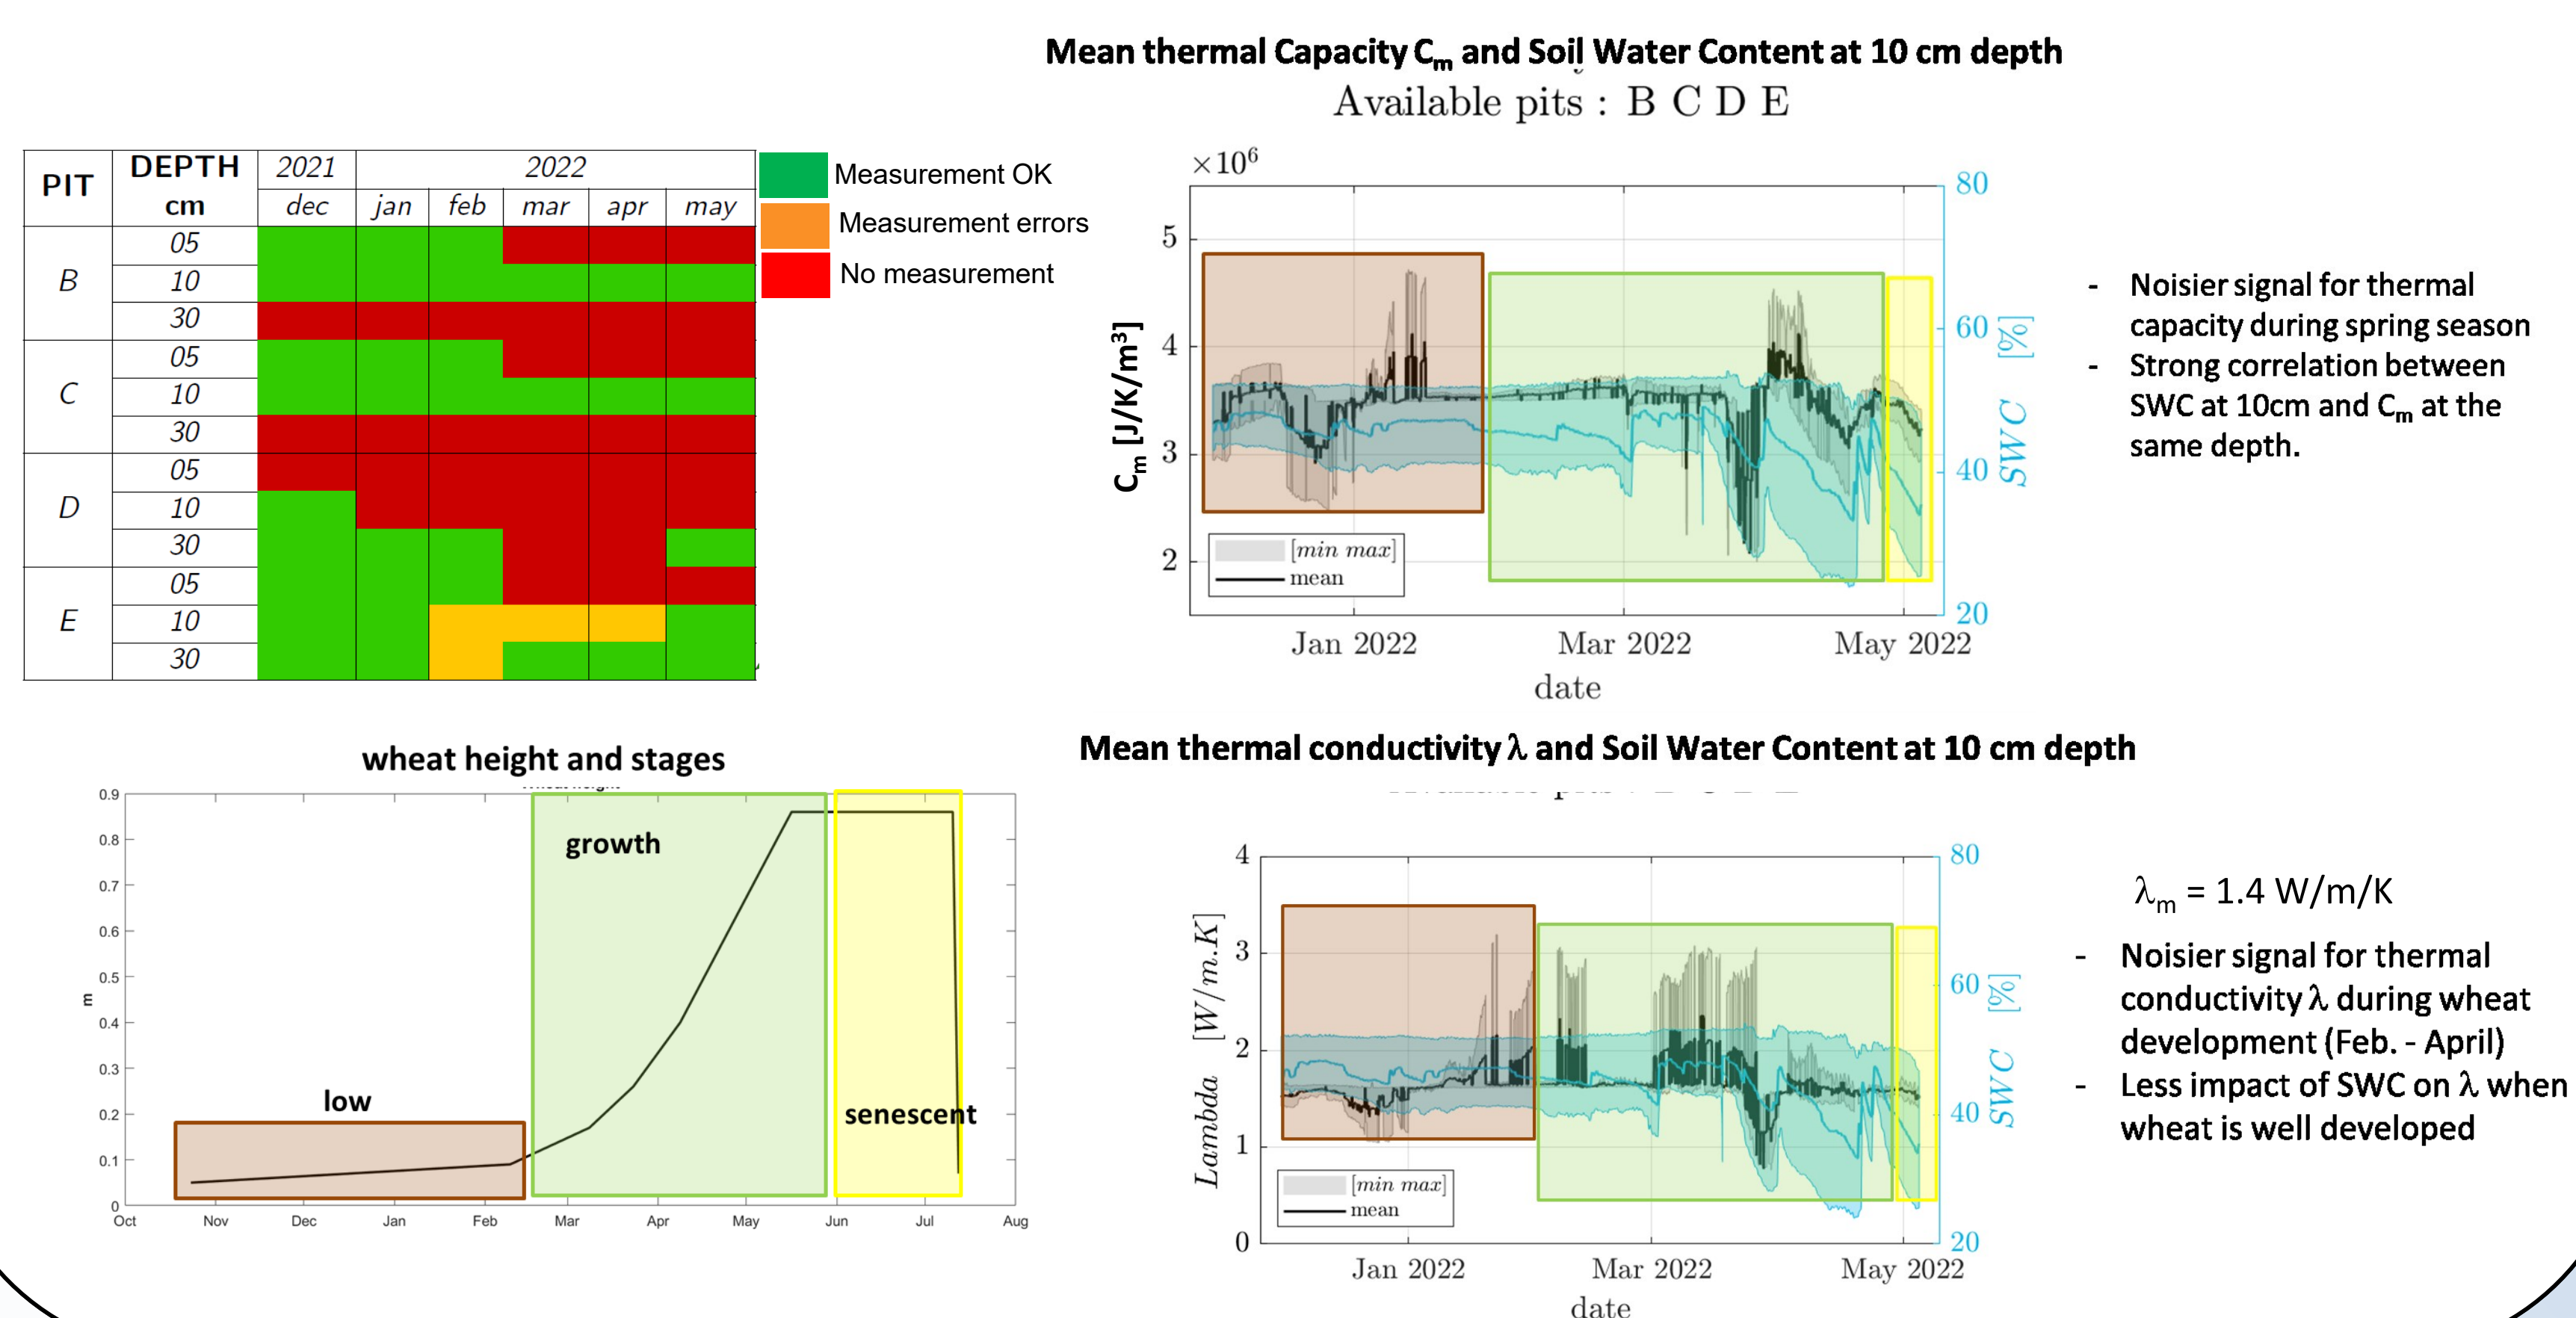 PIT DEPTH 2021 2022
cm dec jan feb mar apr may
B 05
10
30
C 05
10
30
D 05
10
30
E 05
10
30
Measurement OK
Measurement errors
No measurement
Mean thermal Capacity Cm and Soil Water Content at 10 cm depth
Available pits : B C D E
×10⁶
5
4
3
2
Cm [J/K/m³]
80
60
40
20
SWC [%]
[min max]
mean
Jan 2022 Mar 2022 May 2022
date
- Noisier signal for thermal
capacity during spring season
- Strong correlation between
SWC at 10cm and Cm at the
same depth.
wheat height and stages
0.9
0.8
0.7
0.6
0.5
0.4
0.3
0.2
0.1
0
m
growth
low
senescent
Oct Nov Dec Jan Feb Mar Apr May Jun Jul Aug
Mean thermal conductivity λ and Soil Water Content at 10 cm depth
4
3
2
1
0
Lambda [W/m.K]
80
60
40
20
SWC [%]
[min max]
mean
Jan 2022 Mar 2022 May 2022
date
λm = 1.4 W/m/K
- Noisier signal for thermal
conductivity λ during wheat
development (Feb. - April)
- Less impact of SWC on λ when
wheat is well developed